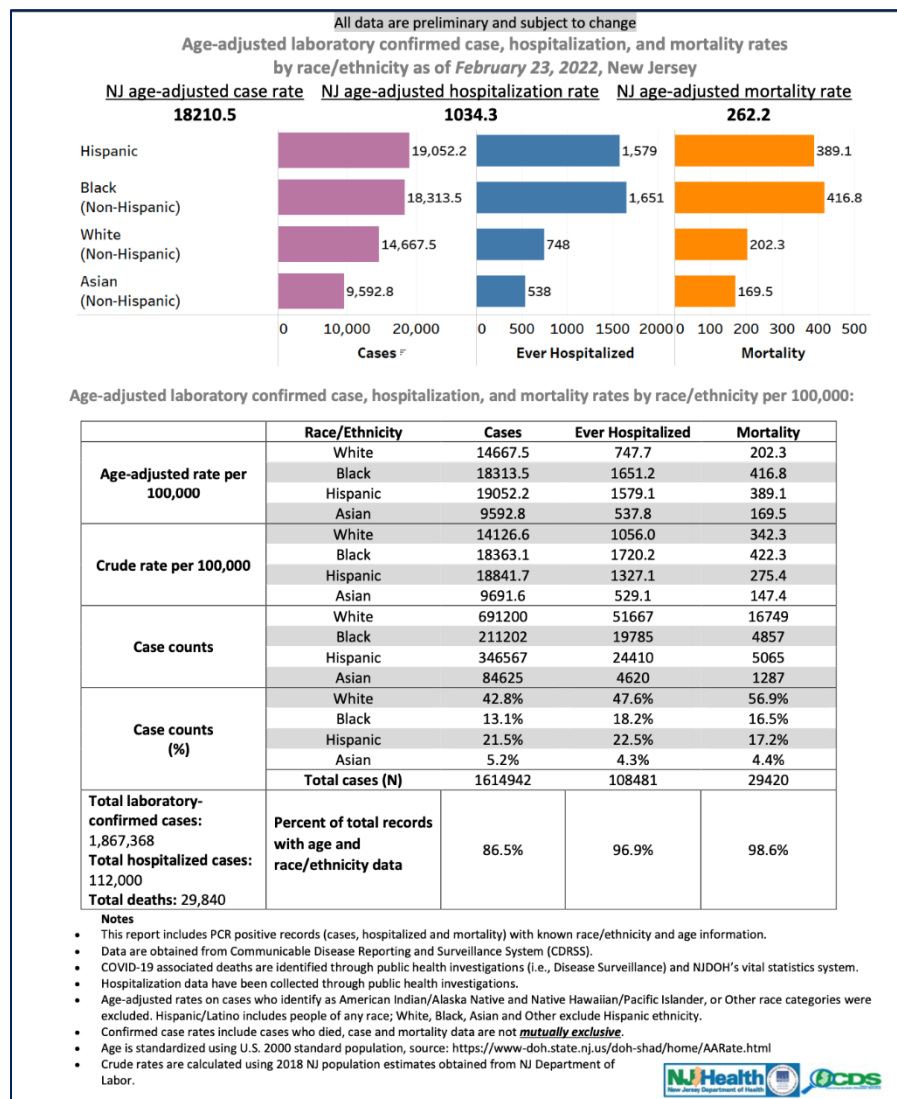 All data are preliminary and subject to change
Age-adjusted laboratory confirmed case, hospitalization, and mortality rates
by race/ethnicity as of February 23, 2022, New Jersey
NJ age-adjusted case rate NJ age-adjusted hospitalization rate NJ age-adjusted mortality rate
18210.5 1034.3 262.2
Hispanic 19,052.2 1,579 389.1
Black
(Non-Hispanic) 18,313.5 1,651 416.8
White
(Non-Hispanic) 14,667.5 748 202.3
Asian
(Non-Hispanic) 9,592.8 538 169.5
0 10,000 20,000 0 500 1000 1500 2000 0 100 200 300 400 500
Cases Ever Hospitalized Mortality
Age-adjusted laboratory confirmed case, hospitalization, and mortality rates by race/ethnicity per 100,000:
Race/Ethnicity Cases Ever Hospitalized Mortality
Age-adjusted rate per
100,000
White 14667.5 747.7 202.3
Black 18313.5 1651.2 416.8
Hispanic 19052.2 1579.1 389.1
Asian 9592.8 537.8 169.5
Crude rate per 100,000
White 14126.6 1056.0 342.3
Black 18363.1 1720.2 422.3
Hispanic 18841.7 1327.1 275.4
Asian 9691.6 529.1 147.4
Case counts
White 691200 51667 16749
Black 211202 19785 4857
Hispanic 346567 24410 5065
Asian 84625 4620 1287
Case counts
(%)
White 42.8% 47.6% 56.9%
Black 13.1% 18.2% 16.5%
Hispanic 21.5% 22.5% 17.2%
Asian 5.2% 4.3% 4.4%
Total cases (N) 1614942 108481 29420
Total laboratory-
confirmed cases:
1,867,368
Total hospitalized cases:
112,000
Total deaths: 29,840
Percent of total records
with age and
race/ethnicity data
86.5% 96.9% 98.6%
Notes
• This report includes PCR positive records (cases, hospitalized and mortality) with known race/ethnicity and age information.
• Data are obtained from Communicable Disease Reporting and Surveillance System (CDRSS).
• COVID-19 associated deaths are identified through public health investigations (i.e., Disease Surveillance) and NJDOH's vital statistics system.
• Hospitalization data have been collected through public health investigations.
• Age-adjusted rates on cases who identify as American Indian/Alaska Native and Native Hawaiian/Pacific Islander, or Other race categories were
excluded. Hispanic/Latino includes people of any race; White, Black, Asian and Other exclude Hispanic ethnicity.
• Confirmed case rates include cases who died, case and mortality data are not mutually exclusive.
• Age is standardized using U.S. 2000 standard population, source: https://www-doh.state.nj.us/doh-shad/home/AARate.html
• Crude rates are calculated using 2018 NJ population estimates obtained from NJ Department of
Labor.
NJ Health
New Jersey Department of Health
CDS